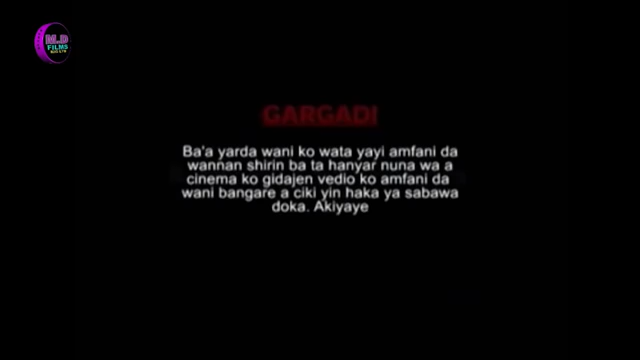 M.D
FILMS
GARGADI
Ba'a yarda wani ko wata yayi amfani da
wannan shirin ba ta hanyar nuna wa a
cinema ko gidajen vedio ko amfani da
wani bangare a ciki yin haka ya sabawa
doka. Akiyaye